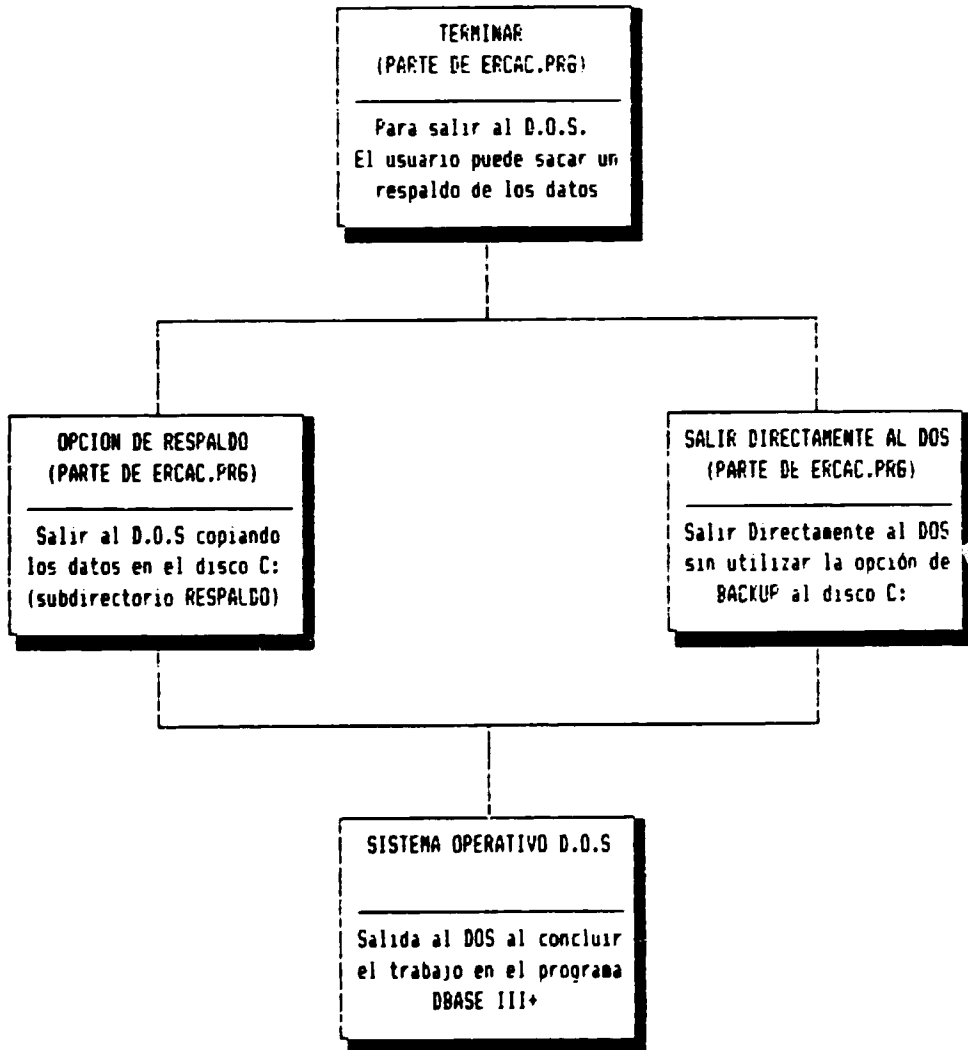 TERMINAR
(PARTE DE ERCAC.PRG)
Para salir al D.O.S.
El usuario puede sacar un
respaldo de los datos
OPCION DE RESPALDO
(PARTE DE ERCAC.PRG)
Salir al D.O.S copiando
los datos en el disco C:
(subdirectorio RESPALDO)
SALIR DIRECTAMENTE AL DOS
(PARTE DE ERCAC.PRG)
Salir Directamente al DOS
sin utilizar la opción de
BACKUP al disco C:
SISTEMA OPERATIVO D.O.S
Salida al DOS al concluir
el trabajo en el programa
DBASE III+